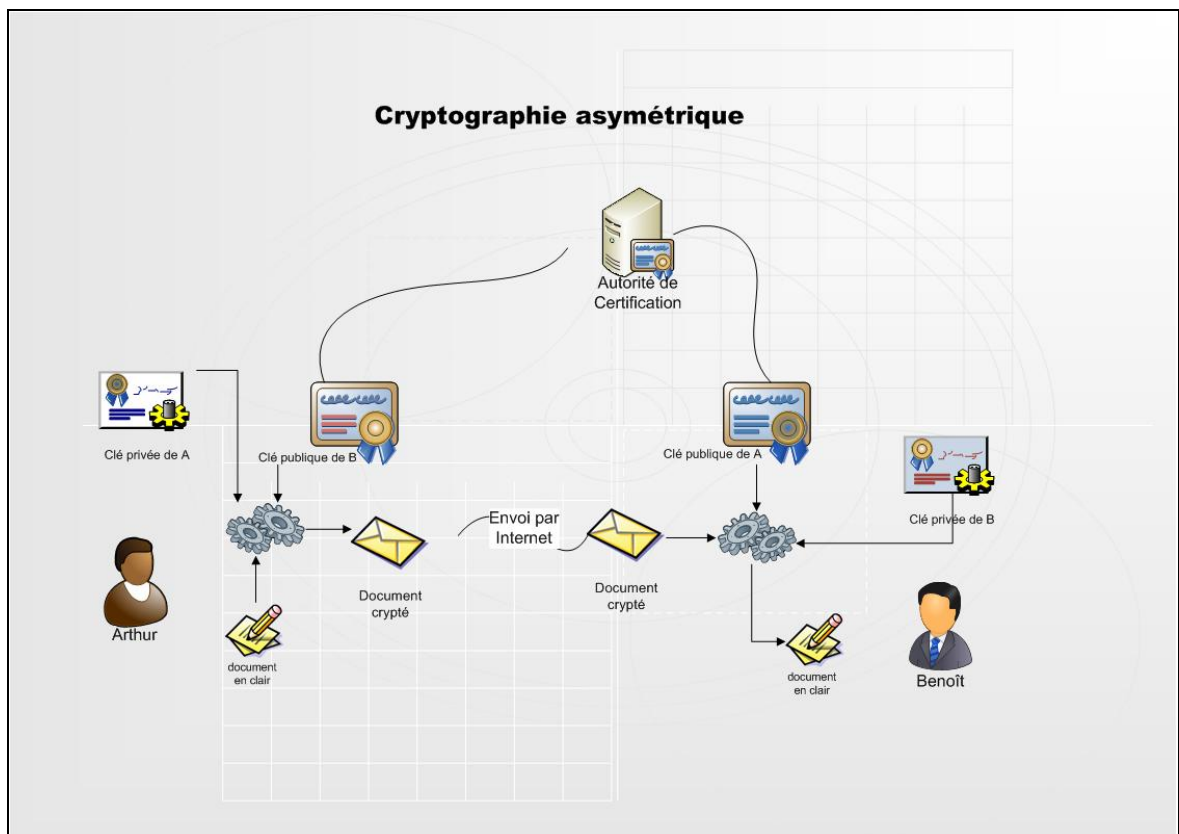 Cryptographie asymétrique
Autorité de
Certification
Clé privée de A
Clé publique de B
Clé publique de A
Clé privée de B
Envoi par
Internet
Document
crypté
Document
crypté
Arthur
document
en clair
document
en clair
Benoît